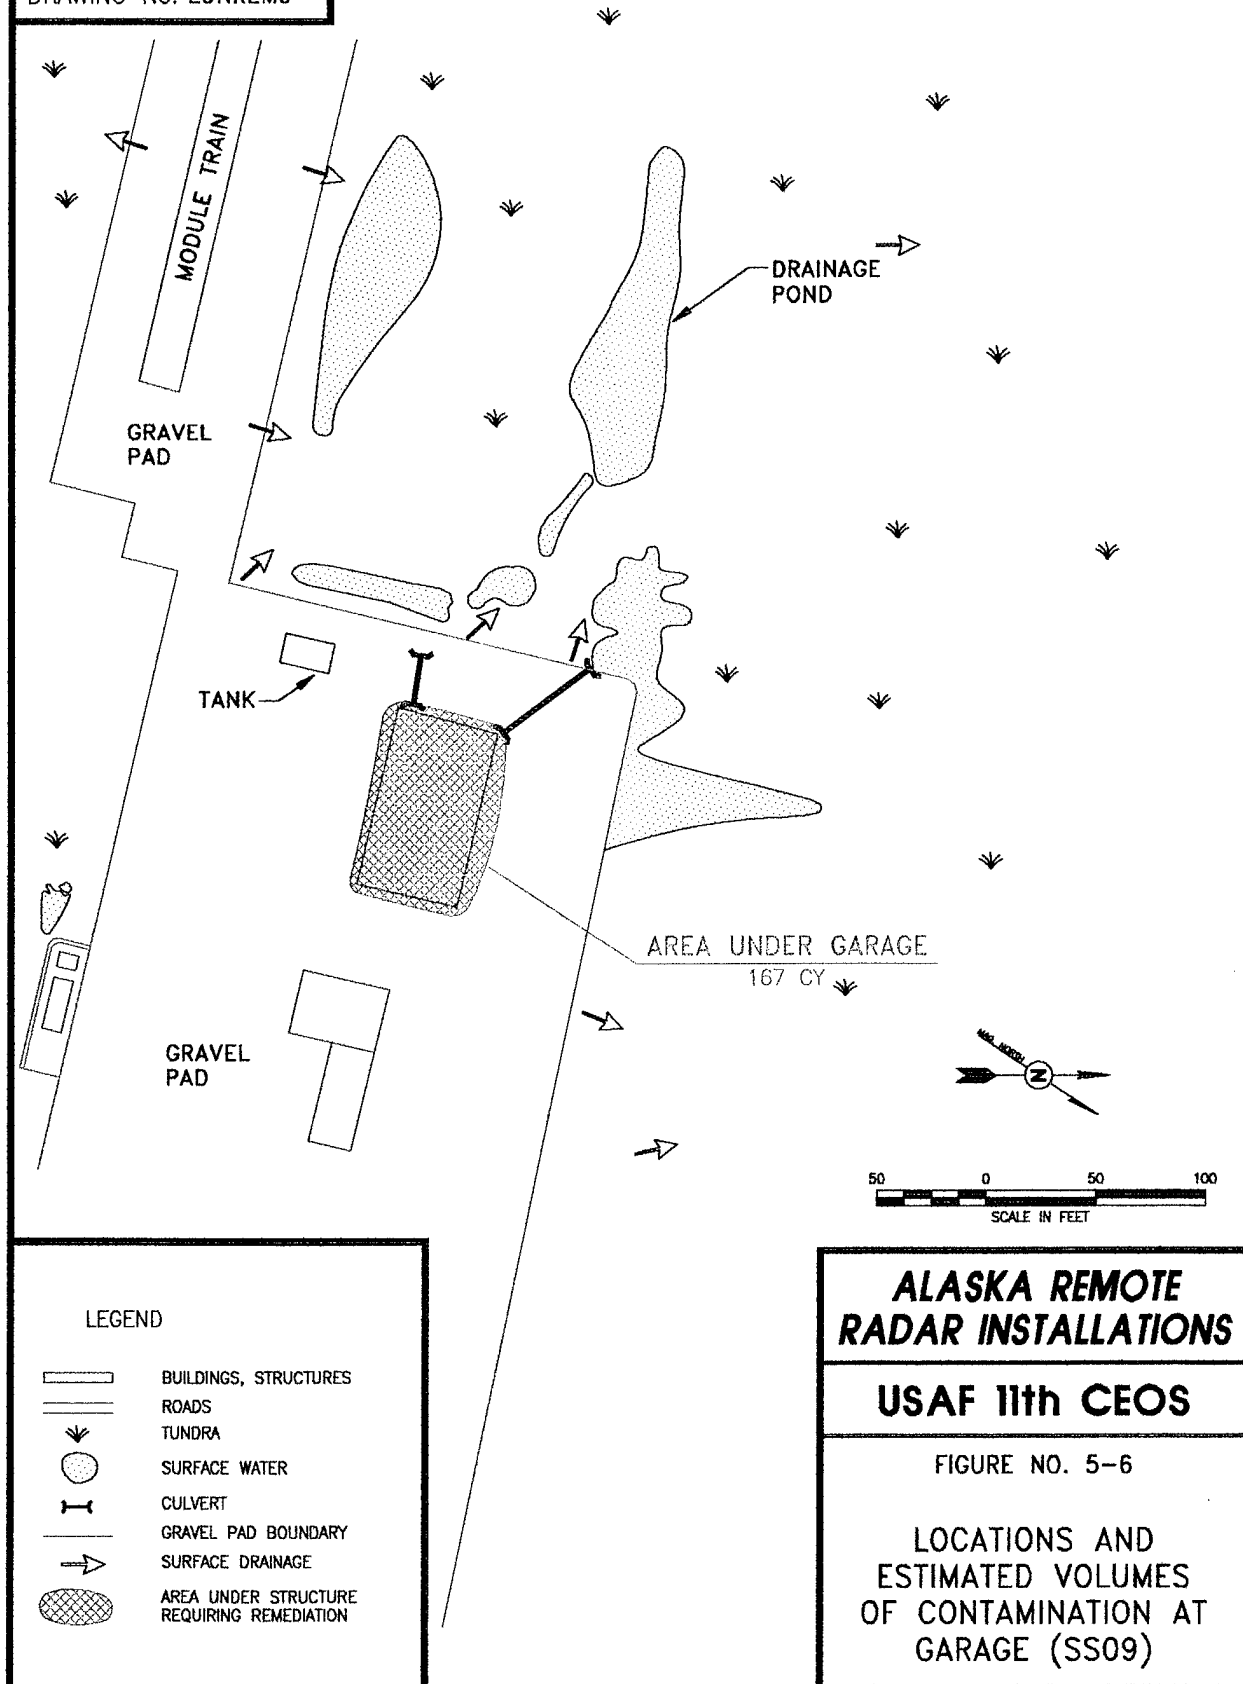 MODULE TRAIN
DRAINAGE
POND
GRAVEL
PAD
TANK
AREA UNDER GARAGE
167 CY
GRAVEL
PAD
MAG NORTH
N
50 0 50 100
SCALE IN FEET
LEGEND
BUILDINGS, STRUCTURES
ROADS
TUNDRA
SURFACE WATER
CULVERT
GRAVEL PAD BOUNDARY
SURFACE DRAINAGE
AREA UNDER STRUCTURE
REQUIRING REMEDIATION
ALASKA REMOTE
RADAR INSTALLATIONS
USAF 11th CEOS
FIGURE NO. 5-6
LOCATIONS AND
ESTIMATED VOLUMES
OF CONTAMINATION AT
GARAGE (SS09)